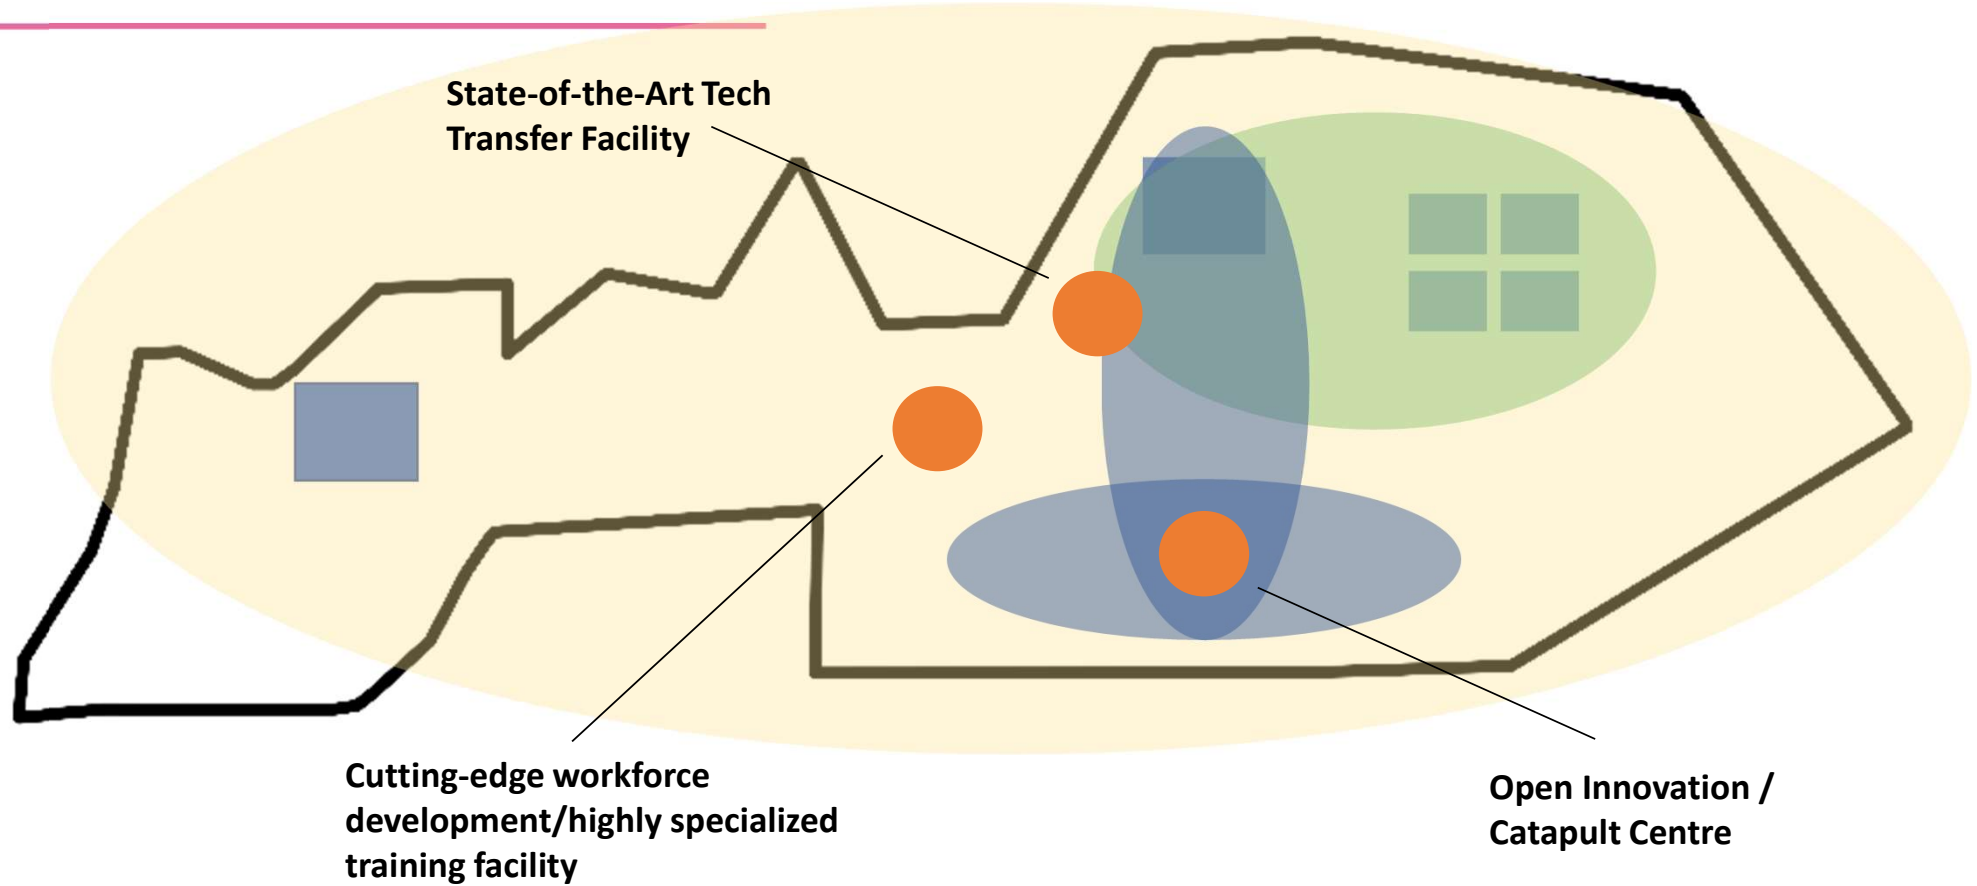 State-of-the-Art Tech
Transfer Facility
Cutting-edge workforce
development/highly specialized
training facility
Open Innovation /
Catapult Centre